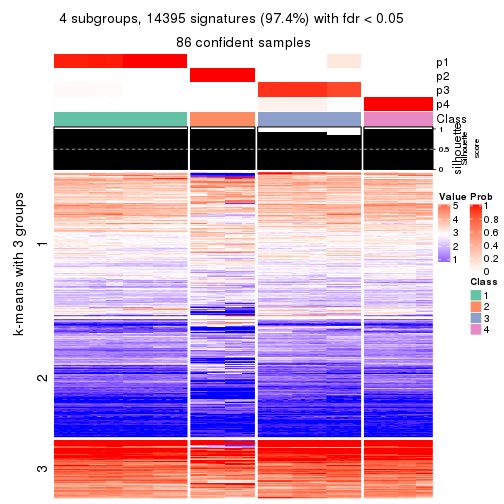 4 subgroups, 14395 signatures (97.4%) with fdr < 0.05
86 confident samples
p1
p2
p3
p4
Class
silhouette
1
0.5
0
Silhouette
score
k-means with 3 groups
1
2
3
Value
5
4
3
2
1
Prob
1
0.8
0.6
0.4
0.2
0
Class
1
2
3
4